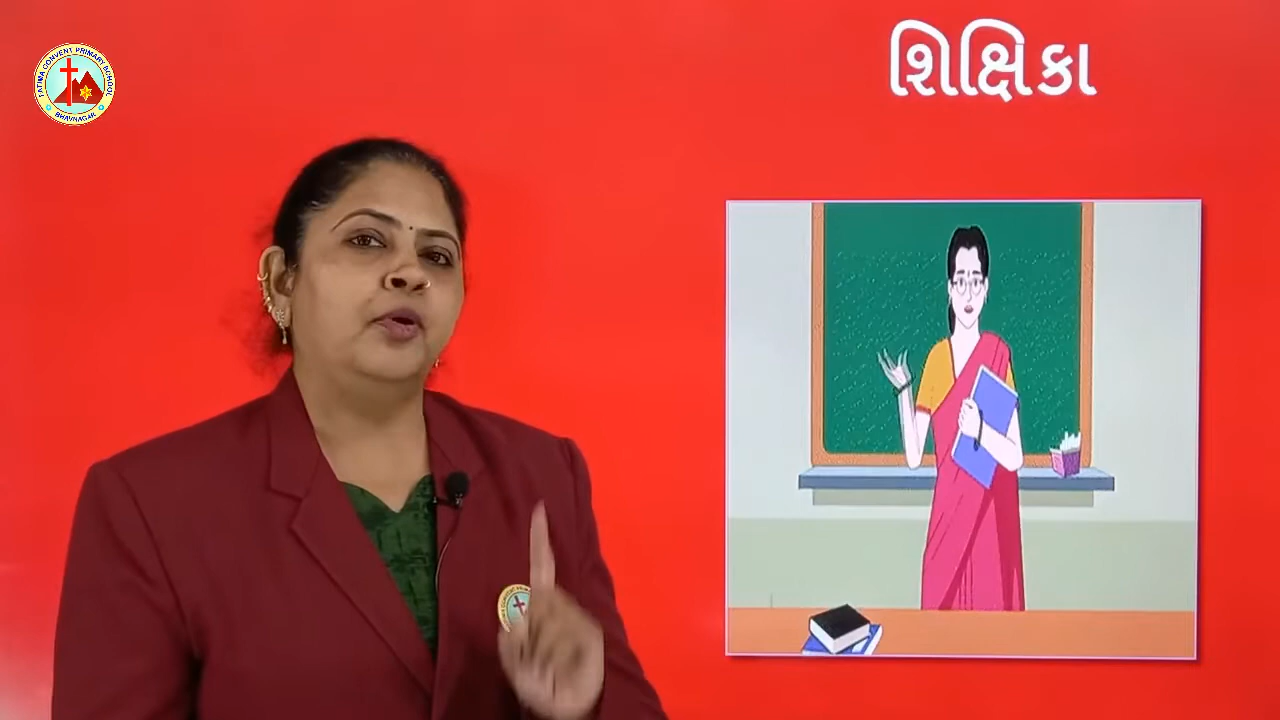 FATIMA CONVENT PRIMARY SCHOOL
BHAVNAGAR
શિક્ષિકા